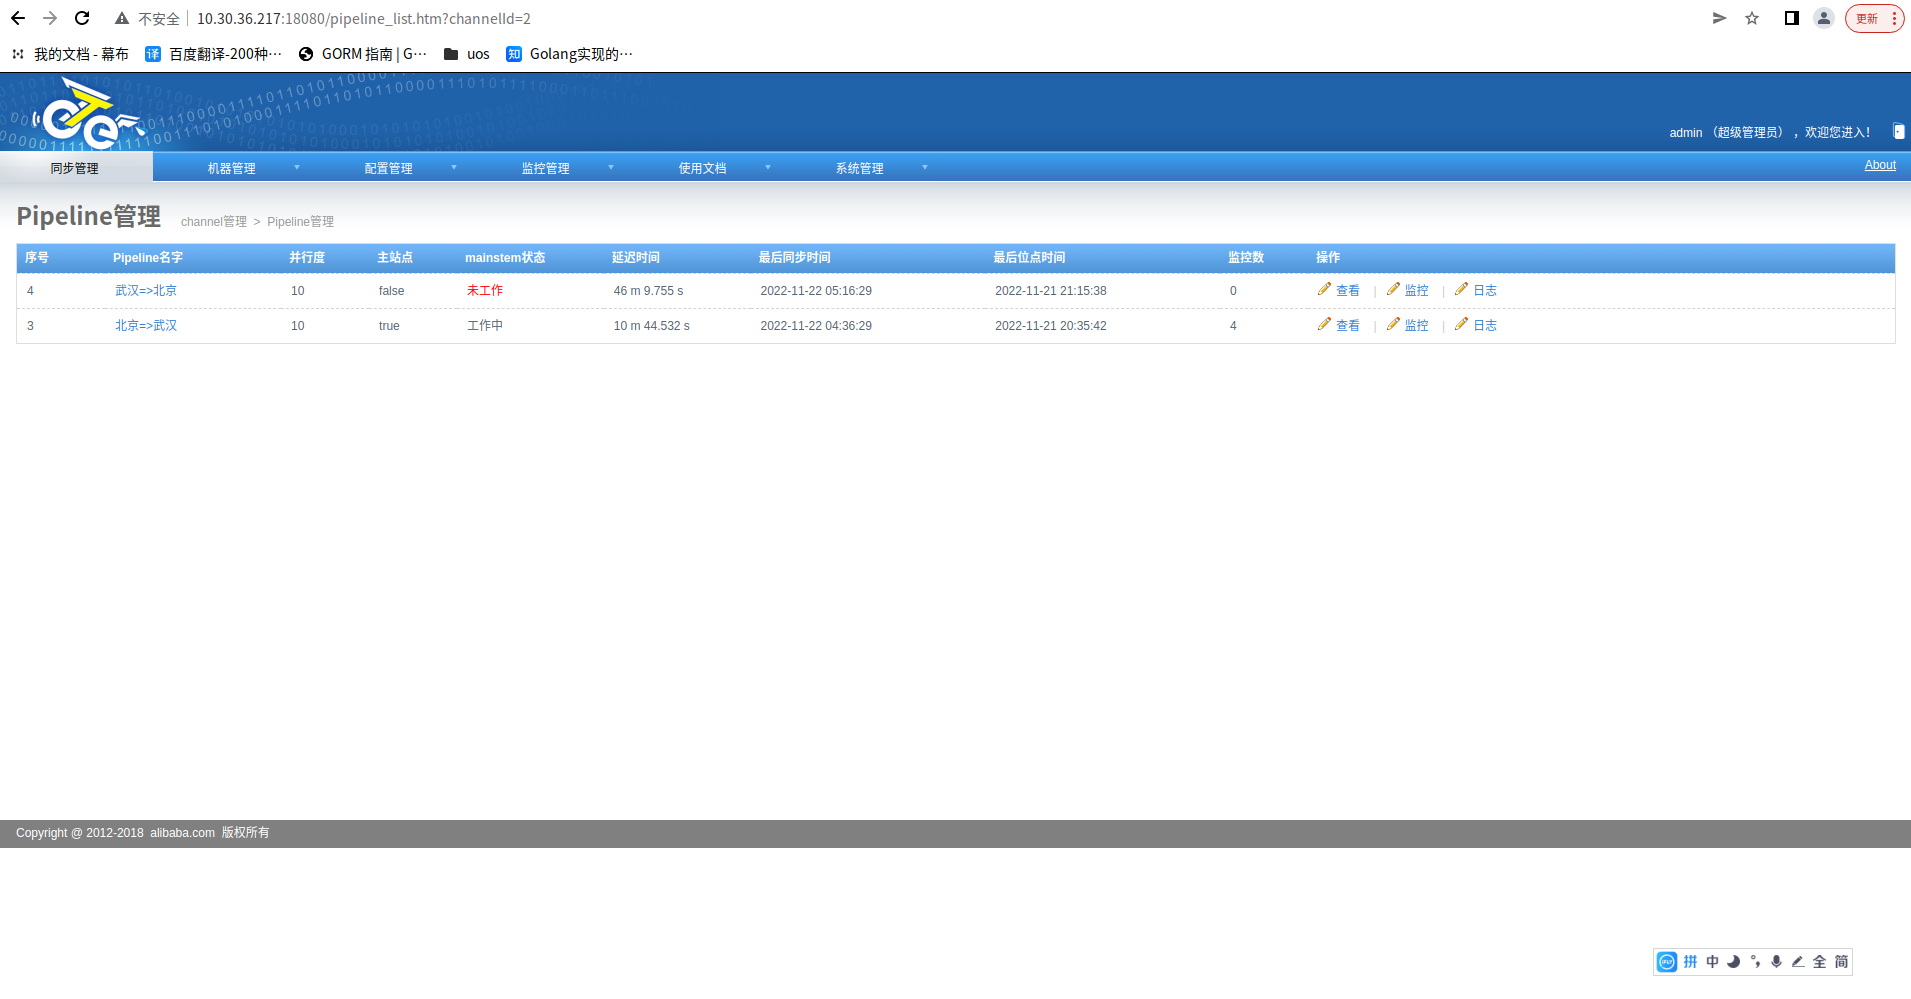 不安全 10.30.36.217:18080/pipeline_list.htm?channelId=2 更新
我的文档 - 幕布 百度翻译-200种… GORM 指南 | G… uos Golang实现的…
admin （超级管理员） ，欢迎您进入！
同步管理 机器管理 配置管理 监控管理 使用文档 系统管理 About
Pipeline管理 channel管理 > Pipeline管理
序号 Pipeline名字 并行度 主站点 mainstem状态 延迟时间 最后同步时间 最后位点时间 监控数 操作
4 武汉=>北京 10 false 未工作 46 m 9.755 s 2022-11-22 05:16:29 2022-11-21 21:15:38 0 查看 | 监控 | 日志
3 北京=>武汉 10 true 工作中 10 m 44.532 s 2022-11-22 04:36:29 2022-11-21 20:35:42 4 查看 | 监控 | 日志
Copyright @ 2012-2018 alibaba.com 版权所有
拼 中 全 简